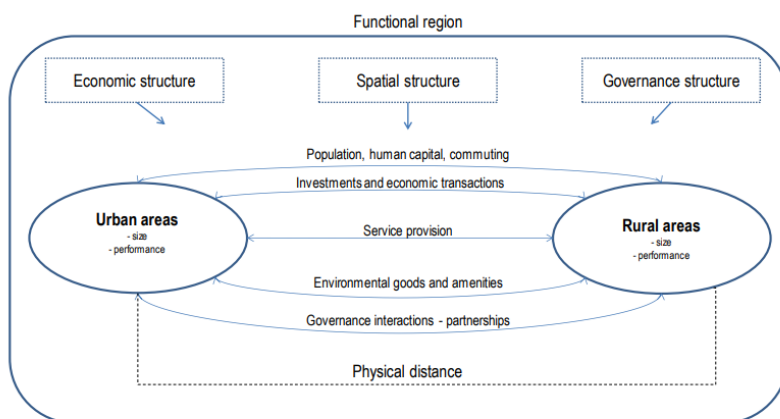 Functional region
Economic structure
Spatial structure
Governance structure
Population, human capital, commuting
Investments and economic transactions
Urban areas
- size
- performance
Service provision
Rural areas
- size
- performance
Environmental goods and amenities
Governance interactions - partnerships
Physical distance